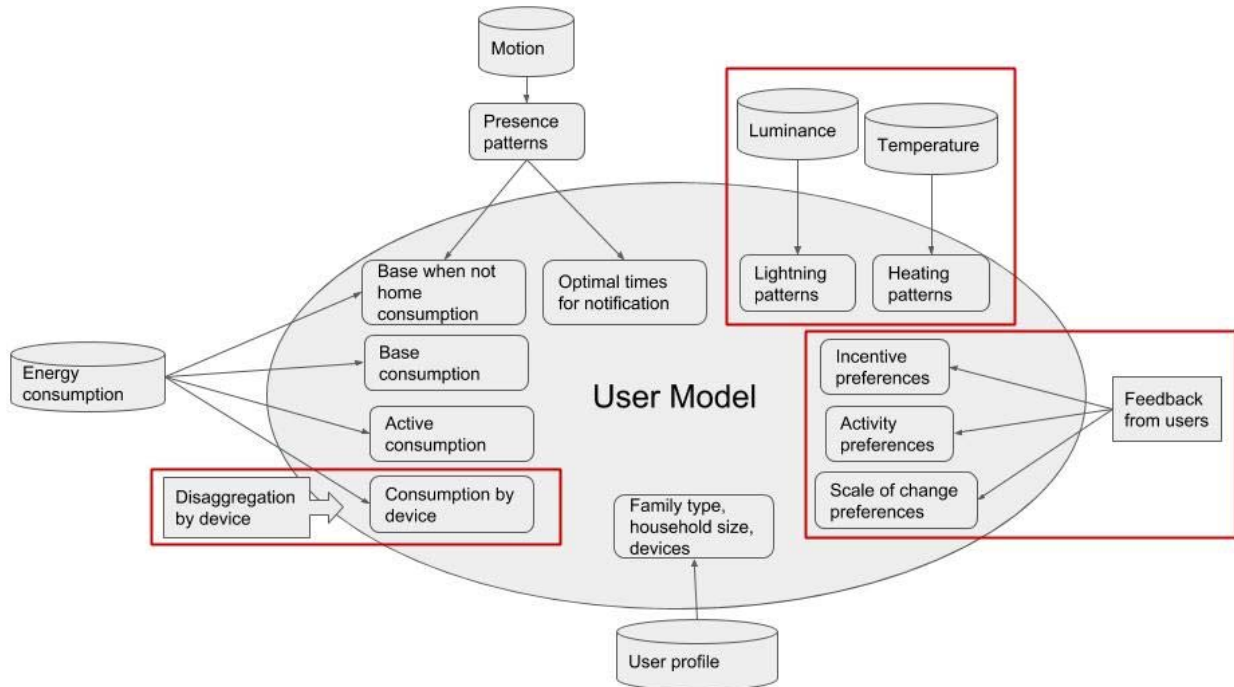 Motion
Presence
patterns
Luminance
Temperature
Base when not
home
consumption
Optimal times
for notification
Lightning
patterns
Heating
patterns
Energy
consumption
Base
consumption
User Model
Incentive
preferences
Feedback
from users
Active
consumption
Activity
preferences
Disaggregation
by device
Consumption by
device
Scale of change
preferences
Family type,
household size,
devices
User profile